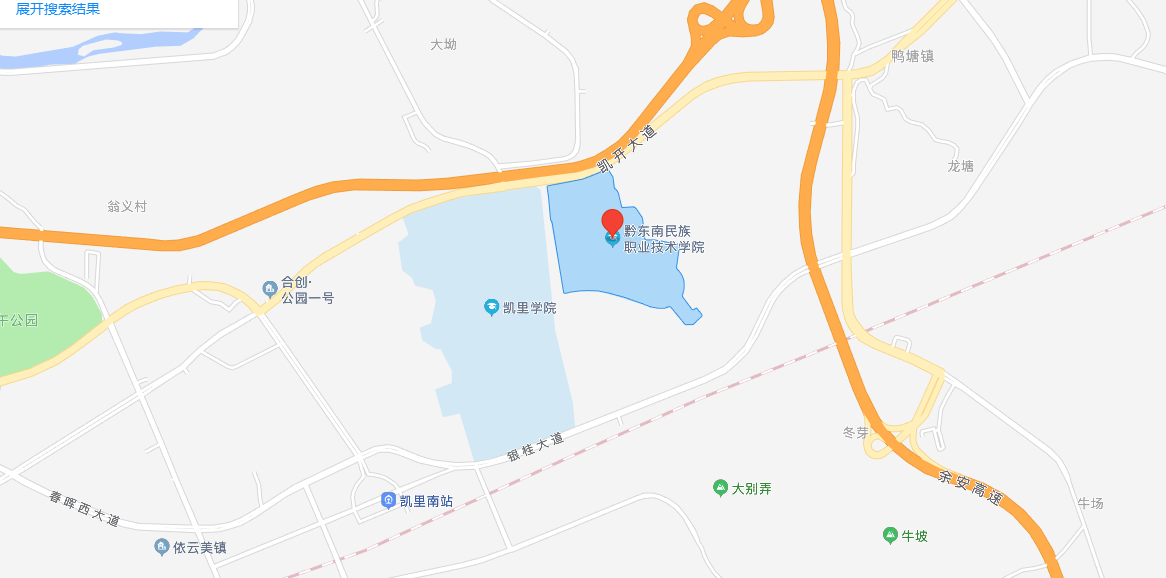 展开搜索结果
大坳
鸭塘镇
凯开大道
龙塘
翁义村
黔东南民族
职业技术学院
合创·
公园一号
凯里学院
午公园
银桂大道
冬芽
大别弄
余安高速
牛场
春晖西大道
凯里南站
牛坡
依云美镇